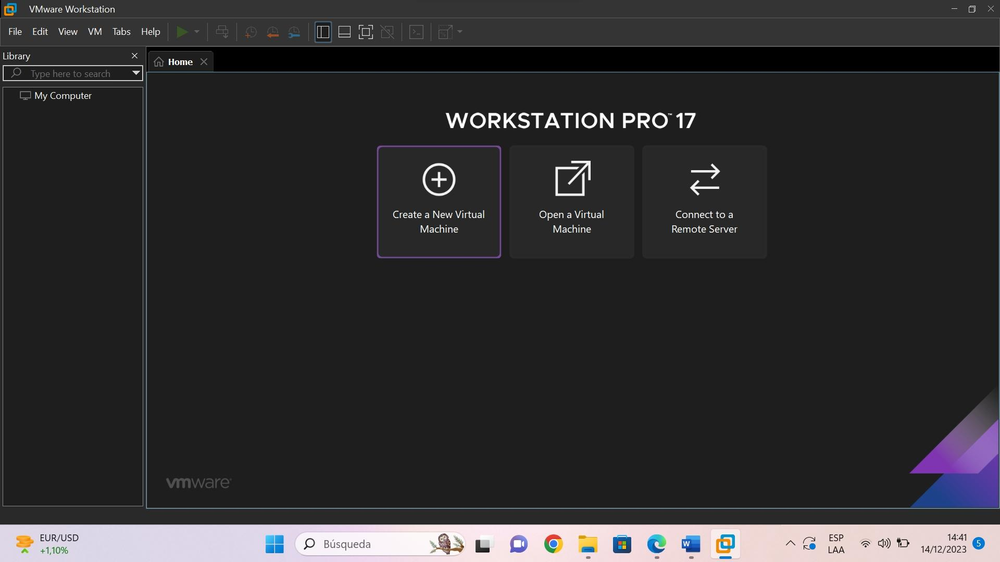 VMware Workstation
File Edit View VM Tabs Help
Library
Type here to search
My Computer
Home
WORKSTATION PRO™ 17
Create a New Virtual
Machine
Open a Virtual
Machine
Connect to a
Remote Server
vmware®
EUR/USD
+1,10%
Búsqueda
ESP
LAA
14:41
14/12/2023
5